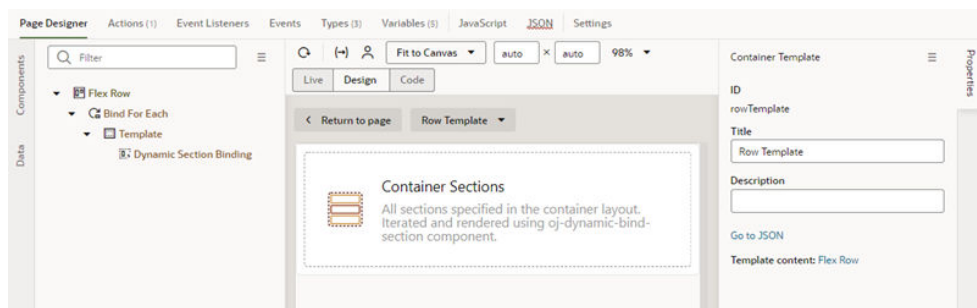 Page Designer Actions (1) Event Listeners Events Types (3) Variables (5) JavaScript JSON Settings
Components
Data
Filter
Flex Row
Bind For Each
Template
Dynamic Section Binding
Fit to Canvas auto × auto 98%
Live Design Code
Return to page Row Template
Container Sections
All sections specified in the container layout.
Iterated and rendered using oj-dynamic-bind-
section component.
Container Template
ID
rowTemplate
Title
Row Template
Description
Go to JSON
Template content: Flex Row
Properties